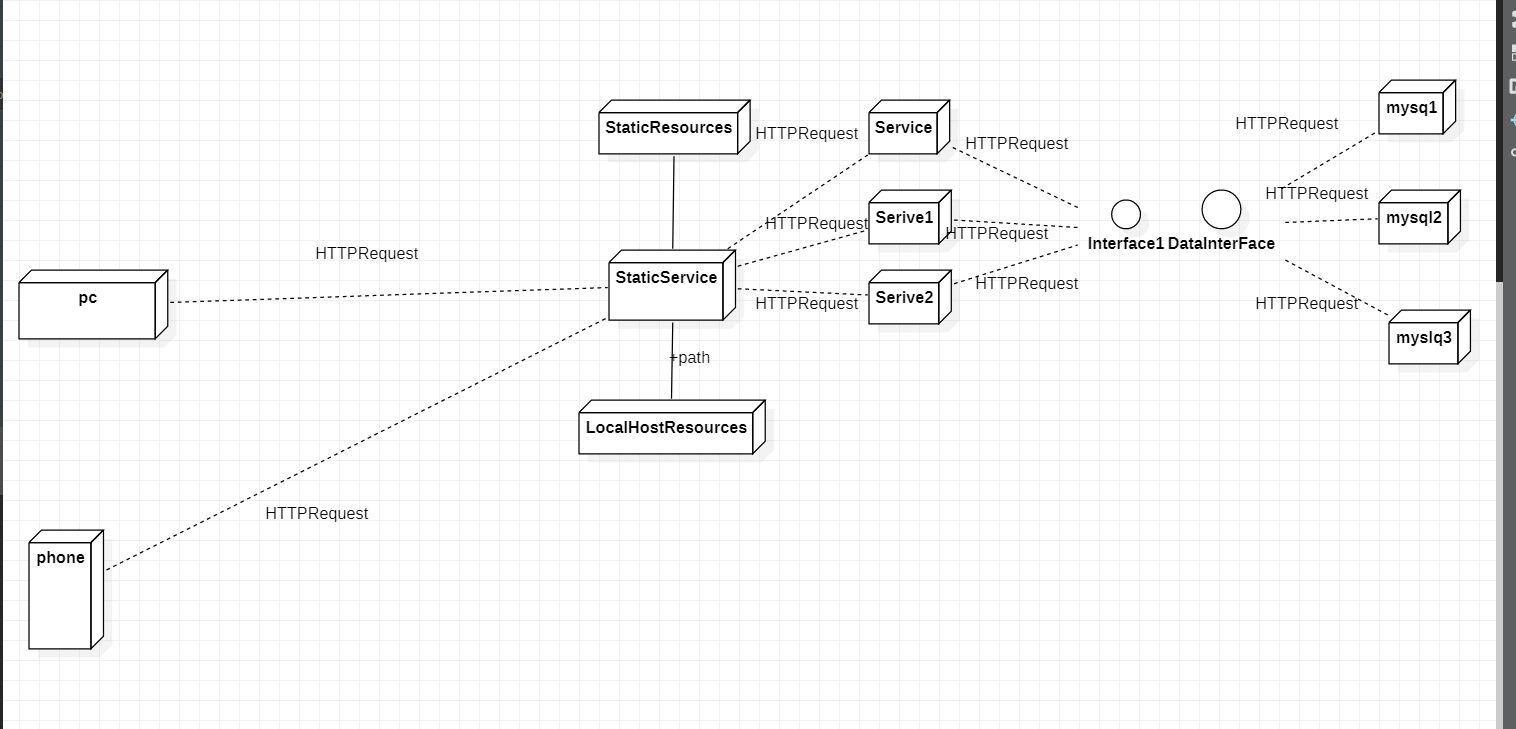 mysq1
HTTPRequest
StaticResources
HTTPRequest
Service
HTTPRequest
HTTPRequest
mysql2
HTTPRequest
Serive1
HTTPRequest
Interface1
DataInterFace
HTTPRequest
pc
StaticService
HTTPRequest
Serive2
HTTPRequest
HTTPRequest
myslq3
+path
LocalHostResources
HTTPRequest
phone